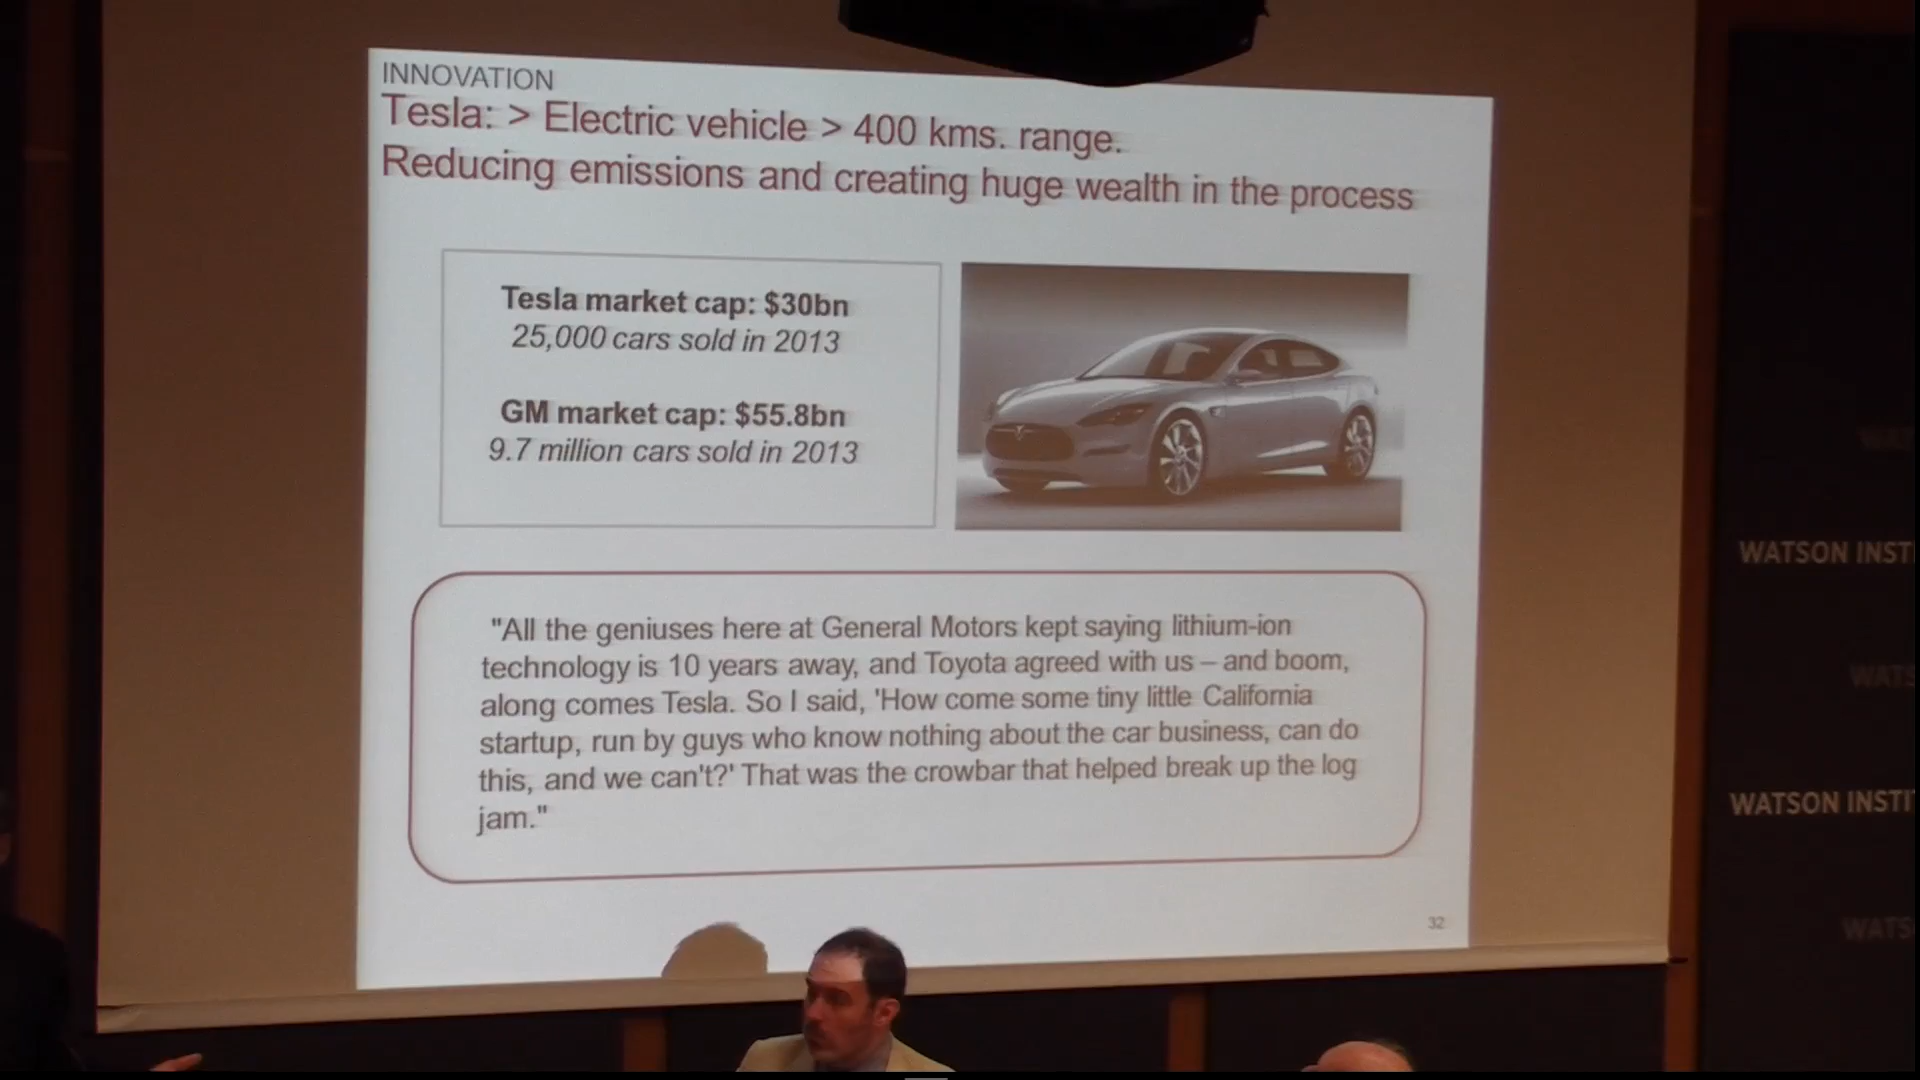 INNOVATION
Tesla: > Electric vehicle > 400 kms. range.
Reducing emissions and creating huge wealth in the process
Tesla market cap: $30bn
25,000 cars sold in 2013
GM market cap: $55.8bn
9.7 million cars sold in 2013
"All the geniuses here at General Motors kept saying lithium-ion
technology is 10 years away, and Toyota agreed with us – and boom,
along comes Tesla. So I said, 'How come some tiny little California
startup, run by guys who know nothing about the car business, can do
this, and we can't?' That was the crowbar that helped break up the log
jam."
32
WAT
WATSON INST
WATS
WATSON INSTI
WATS